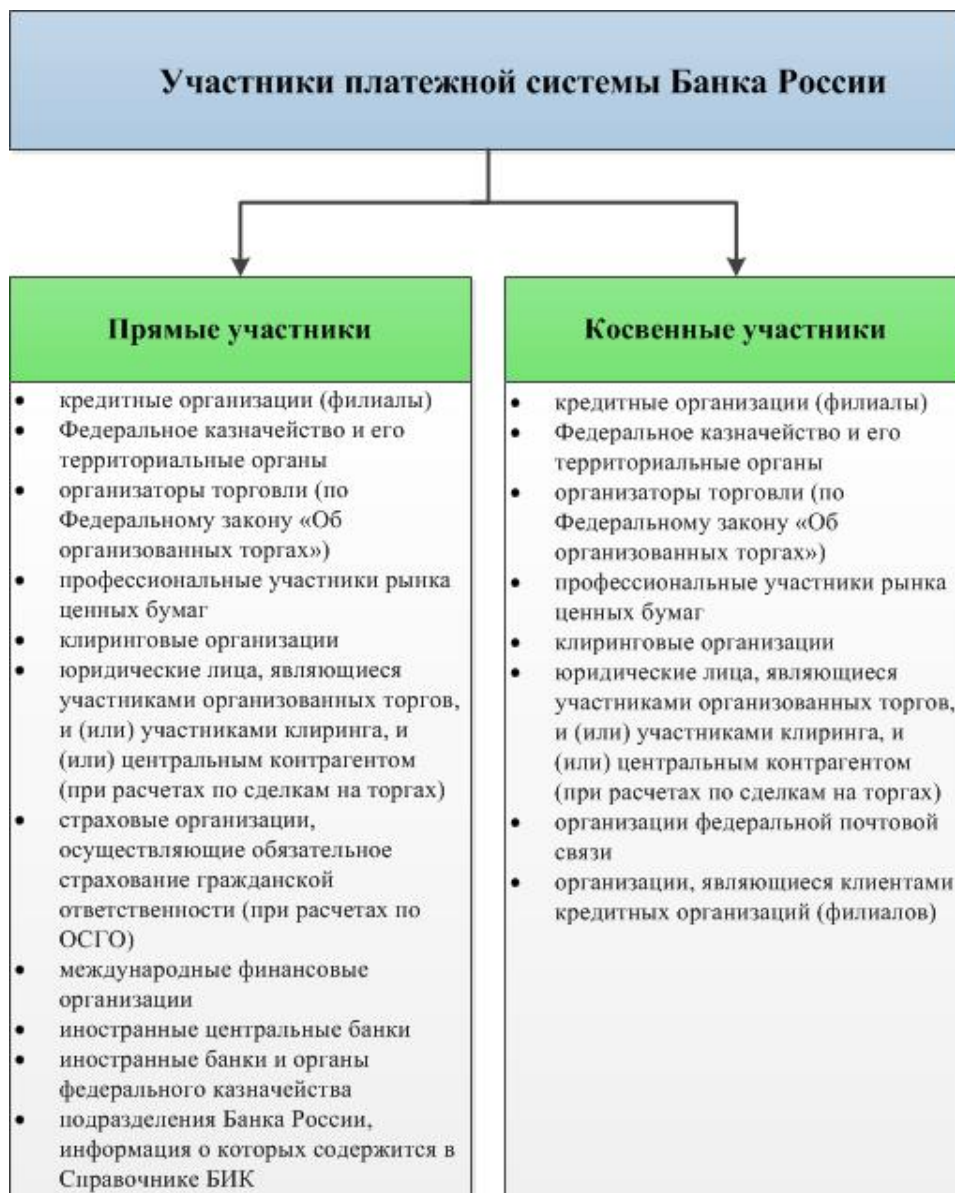 Участники платежной системы Банка России
Прямые участники
• кредитные организации (филиалы)
• Федеральное казначейство и его
территориальные органы
• организаторы торговли (по
Федеральному закону «Об
организованных торгах»)
• профессиональные участники рынка
ценных бумаг
• клиринговые организации
• юридические лица, являющиеся
участниками организованных торгов,
и (или) участниками клиринга, и
(или) центральным контрагентом
(при расчетах по сделкам на торгах)
• страховые организации,
осуществляющие обязательное
страхование гражданской
ответственности (при расчетах по
ОСГО)
• международные финансовые
организации
• иностранные центральные банки
• иностранные банки и органы
федерального казначейства
• подразделения Банка России,
информация о которых содержится в
Справочнике БИК
Косвенные участники
• кредитные организации (филиалы)
• Федеральное казначейство и его
территориальные органы
• организаторы торговли (по
Федеральному закону «Об
организованных торгах»)
• профессиональные участники рынка
ценных бумаг
• клиринговые организации
• юридические лица, являющиеся
участниками организованных торгов,
и (или) участниками клиринга, и
(или) центральным контрагентом
(при расчетах по сделкам на торгах)
• организации федеральной почтовой
связи
• организации, являющиеся клиентами
кредитных организаций (филиалов)